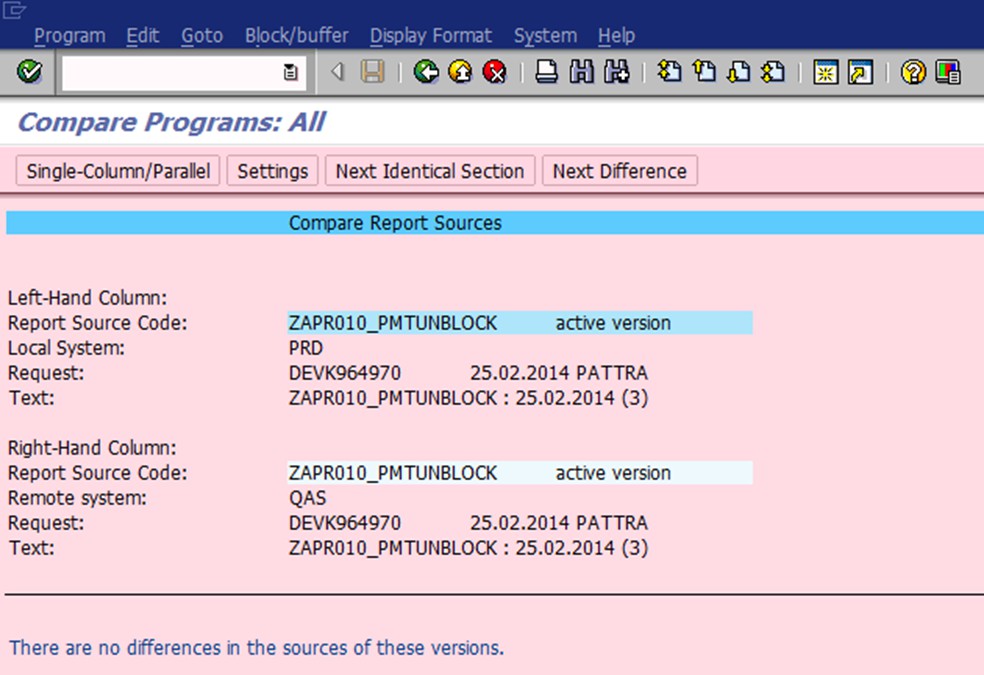 Program Edit Goto Block/buffer Display Format System Help
Compare Programs: All
Single-Column/Parallel Settings Next Identical Section Next Difference
Compare Report Sources
Left-Hand Column:
Report Source Code: ZAPR010_PMTUNBLOCK active version
Local System: PRD
Request: DEVK964970 25.02.2014 PATTRA
Text: ZAPR010_PMTUNBLOCK : 25.02.2014 (3)
Right-Hand Column:
Report Source Code: ZAPR010_PMTUNBLOCK active version
Remote system: QAS
Request: DEVK964970 25.02.2014 PATTRA
Text: ZAPR010_PMTUNBLOCK : 25.02.2014 (3)
There are no differences in the sources of these versions.